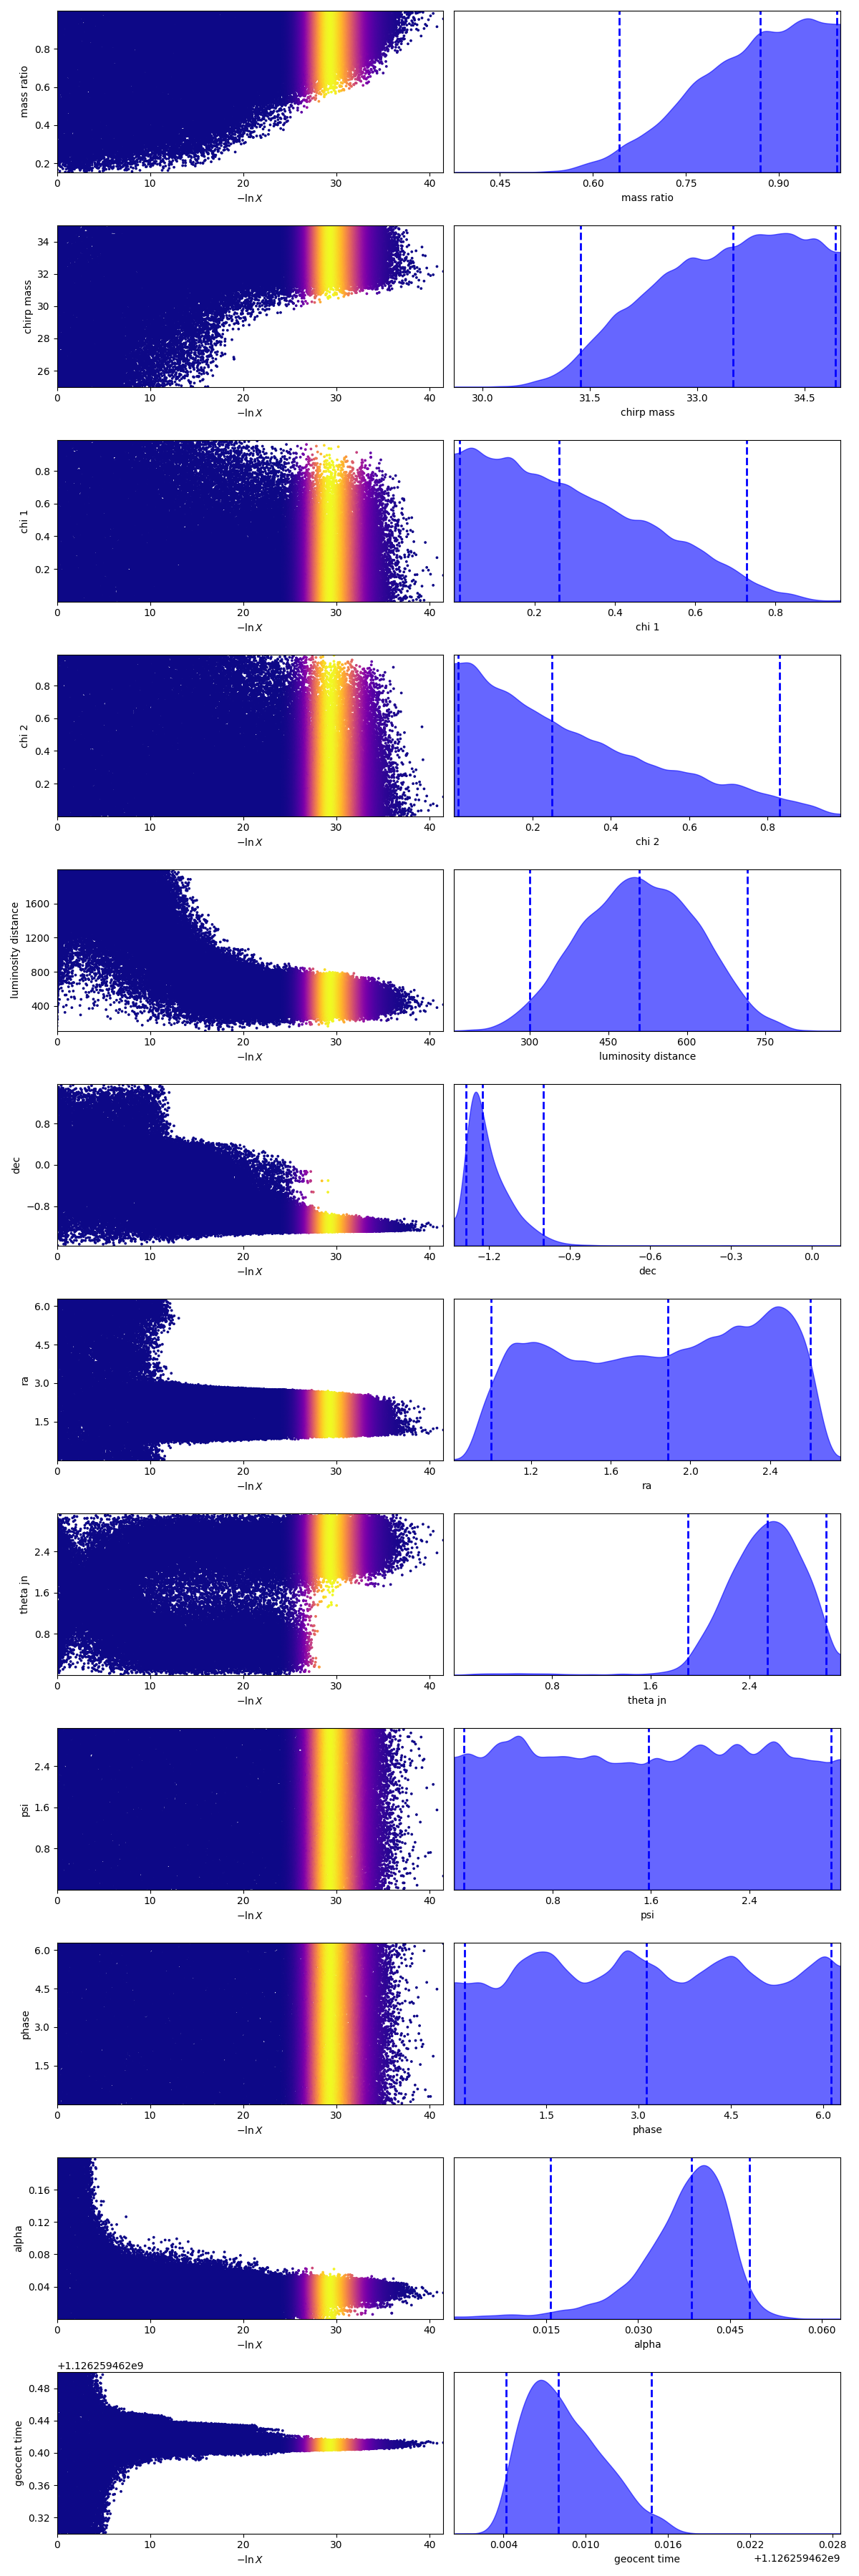 0.8
0.6
0.4
0.2
mass ratio
0 10 20 30 40
−ln X
0.45 0.60 0.75 0.90
mass ratio
34
32
30
28
26
chirp mass
0 10 20 30 40
−ln X
30.0 31.5 33.0 34.5
chirp mass
0.8
0.6
0.4
0.2
chi 1
0 10 20 30 40
−ln X
0.2 0.4 0.6 0.8
chi 1
0.8
0.6
0.4
0.2
chi 2
0 10 20 30 40
−ln X
0.2 0.4 0.6 0.8
chi 2
1600
1200
800
400
luminosity distance
0 10 20 30 40
−ln X
300 450 600 750
luminosity distance
0.8
0.0
−0.8
dec
0 10 20 30 40
−ln X
−1.2 −0.9 −0.6 −0.3 0.0
dec
6.0
4.5
3.0
1.5
ra
0 10 20 30 40
−ln X
1.2 1.6 2.0 2.4
ra
2.4
1.6
0.8
theta jn
0 10 20 30 40
−ln X
0.8 1.6 2.4
theta jn
2.4
1.6
0.8
psi
0 10 20 30 40
−ln X
0.8 1.6 2.4
psi
6.0
4.5
3.0
1.5
phase
0 10 20 30 40
−ln X
1.5 3.0 4.5 6.0
phase
0.16
0.12
0.08
0.04
alpha
0 10 20 30 40
−ln X
0.015 0.030 0.045 0.060
alpha
+1.126259462e9
0.48
0.44
0.40
0.36
0.32
geocent time
0 10 20 30 40
−ln X
0.004 0.010 0.016 0.022 0.028
geocent time
+1.126259462e9